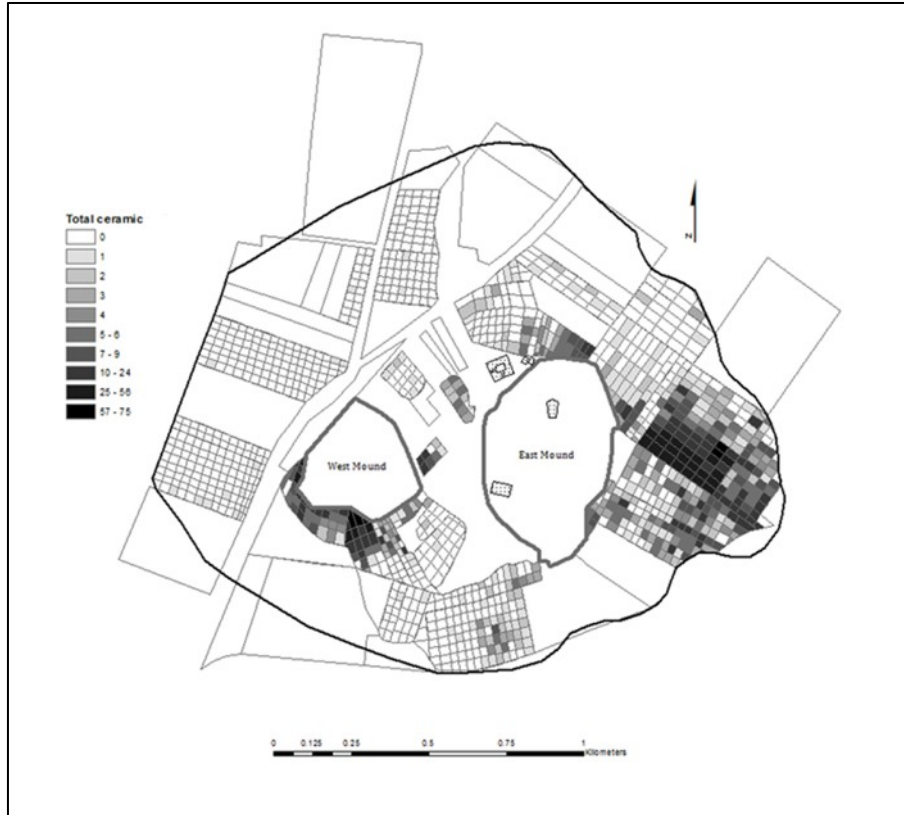 Total ceramic
0
1
2
3
4
5 - 6
7 - 9
10 - 24
25 - 56
57 - 75
N
West Mound
East Mound
0 0.125 0.25 0.5 0.75 1
Kilometers